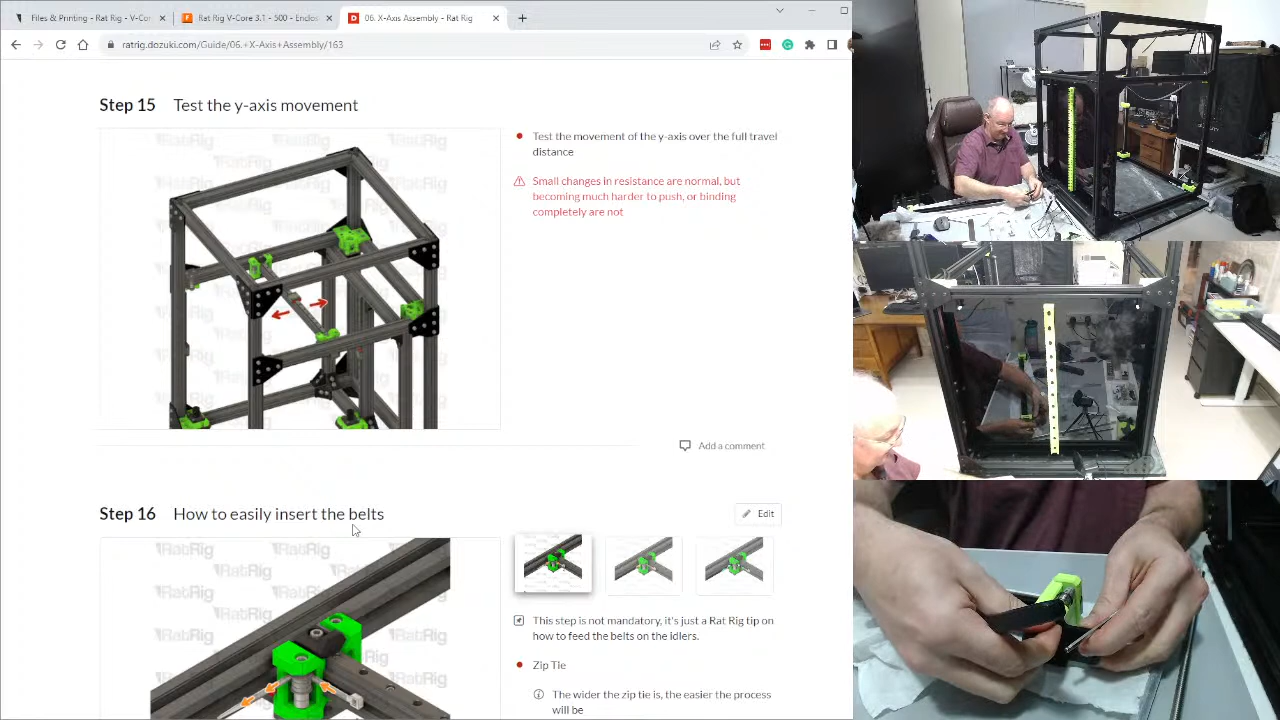 Files & Printing - Rat Rig V-Cor
Rat Rig V-Core 3.1 - 500 - Enclos
06. X-Axis Assembly - Rat Rig
ratrig.dozuki.com/Guide/06.+X-Axis+Assembly/163
Step 15 Test the y-axis movement
Test the movement of the y-axis over the full travel
distance
Small changes in resistance are normal, but
becoming much harder to push, or binding
completely are not
RatRig
Add a comment
Step 16 How to easily insert the belts
Edit
RatRig
This step is not mandatory, it's just a Rat Rig tip on
how to feed the belts on the idlers.
Zip Tie
The wider the zip tie is, the easier the process
will be